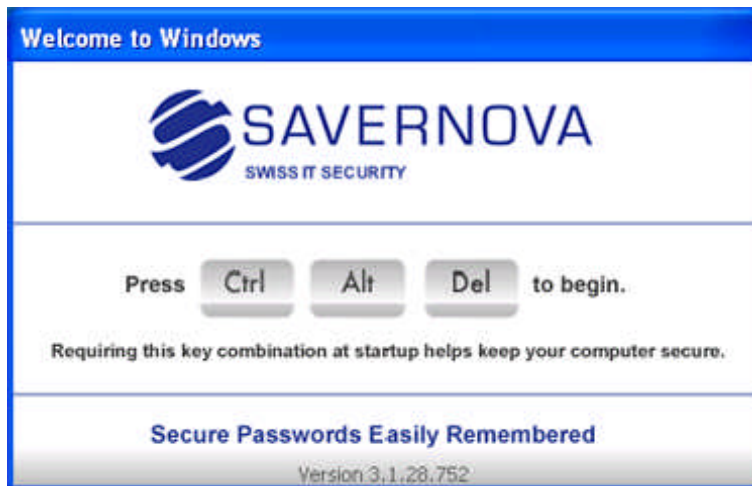 Welcome to Windows
SAVERNOVA
SWISS IT SECURITY
Press Ctrl Alt Del to begin.
Requiring this key combination at startup helps keep your computer secure.
Secure Passwords Easily Remembered
Version 3.1.28.752